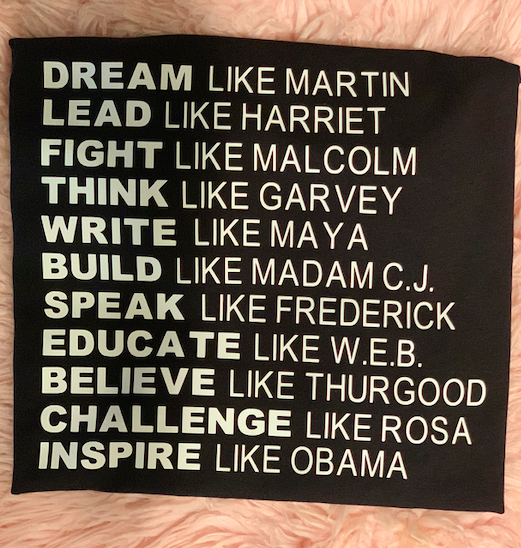 DREAM LIKE MARTIN
LEAD LIKE HARRIET
FIGHT LIKE MALCOLM
THINK LIKE GARVEY
WRITE LIKE MAYA
BUILD LIKE MADAM C.J.
SPEAK LIKE FREDERICK
EDUCATE LIKE W.E.B.
BELIEVE LIKE THURGOOD
CHALLENGE LIKE ROSA
INSPIRE LIKE OBAMA